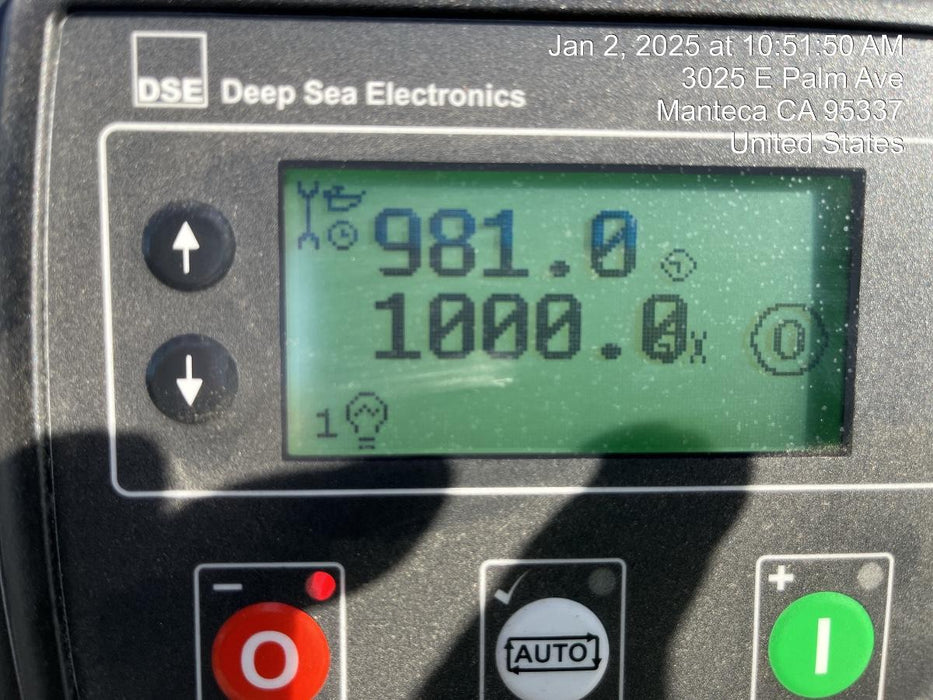 Jan 2, 2025 at 10:51:50 AM
3025 E Palm Ave
Manteca CA 95337
United States
DSE Deep Sea Electronics
981.0
1000.0
0
1
− O
AUTO
+ I